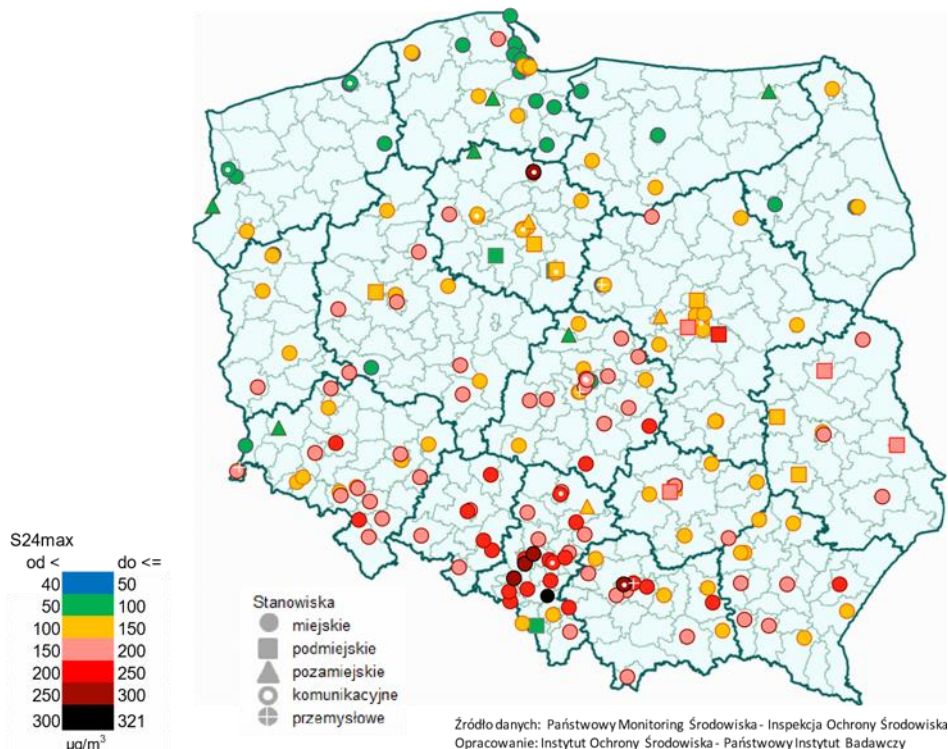 S24max
od < do <=
40 50
50 100
100 150
150 200
200 250
250 300
300 321
µg/m³
Stanowiska
miejskie
podmiejskie
pozamiejskie
komunikacyjne
przemysłowe
Źródło danych: Państwowy Monitoring Środowiska - Inspekcja Ochrony Środowiska
Opracowanie: Instytut Ochrony Środowiska - Państwowy Instytut Badawczy